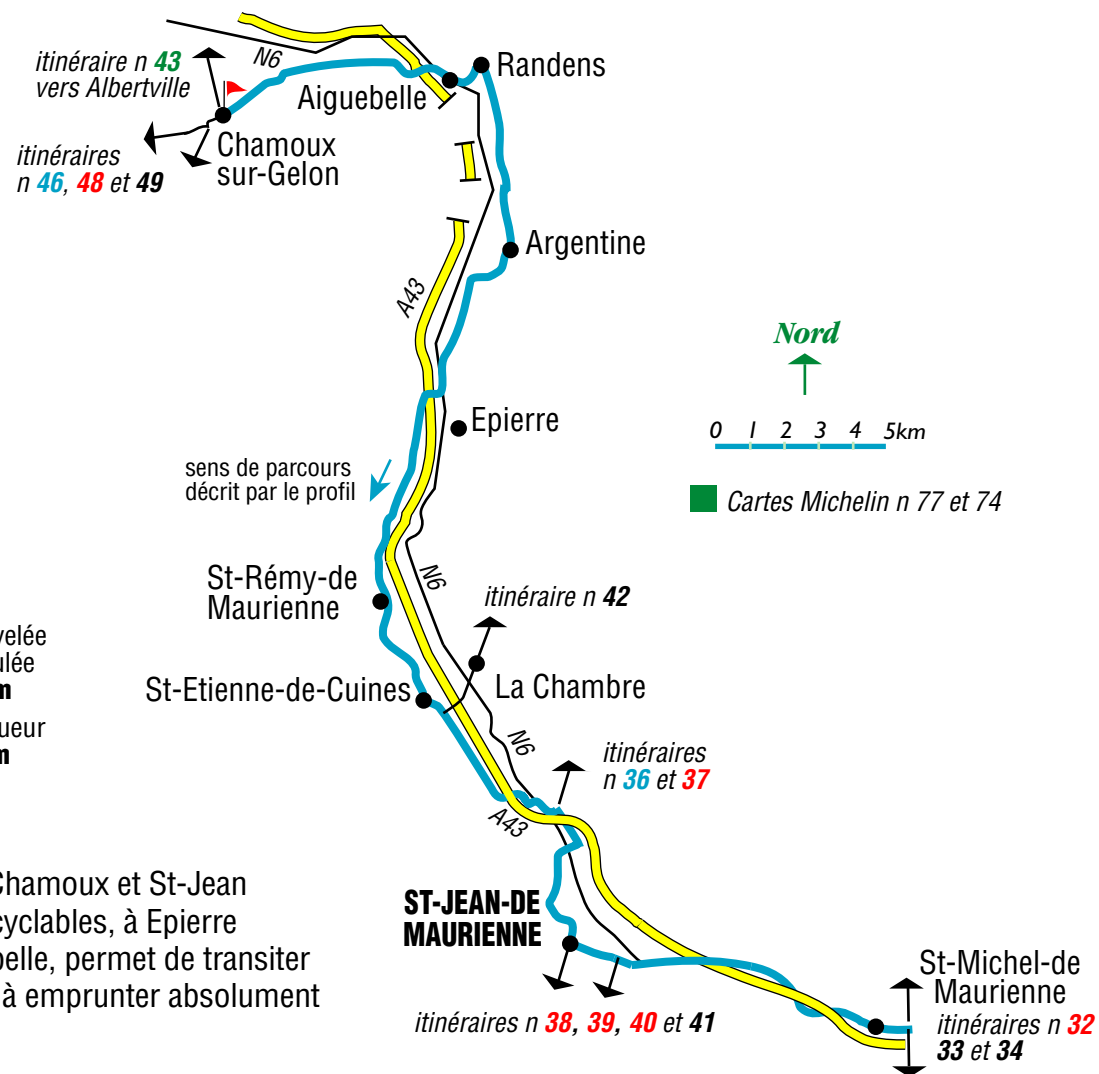 N6
itinéraire n 43
vers Albertville
Randens
Aiguebelle
Chamoux
sur-Gelon
itinéraires
n 46, 48 et 49
Argentine
A43
Nord
0 1 2 3 4 5km
Cartes Michelin n 77 et 74
Epierre
sens de parcours
décrit par le profil
N6
St-Rémy-de
Maurienne
itinéraire n 42
St-Etienne-de-Cuines
La Chambre
N6
itinéraires
n 36 et 37
A43
ST-JEAN-DE
MAURIENNE
Chamoux et St-Jean
cyclables, à Epierre
permet de transiter
à emprunter absolument
itinéraires n 38, 39, 40 et 41
St-Michel-de
Maurienne
itinéraires n 32
33 et 34